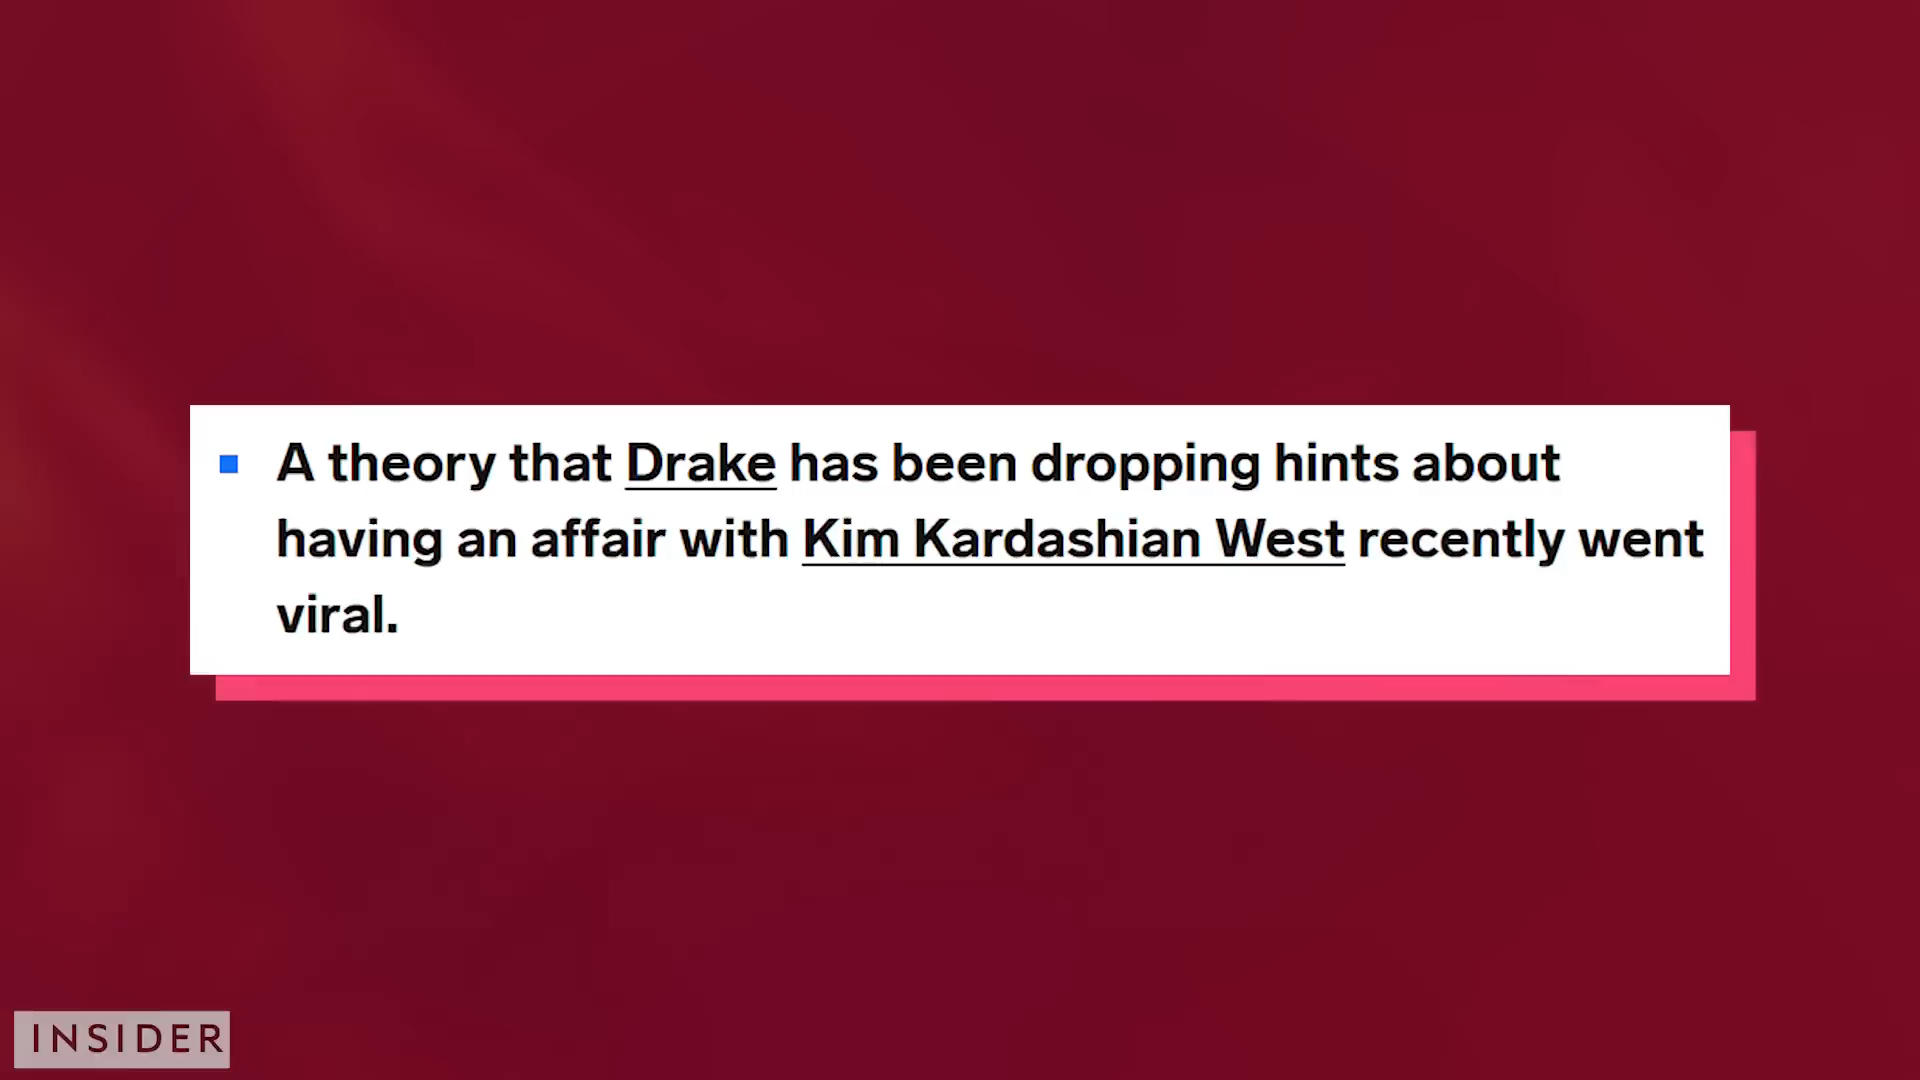 A theory that Drake has been dropping hints about
having an affair with Kim Kardashian West recently went
viral.
INSIDER